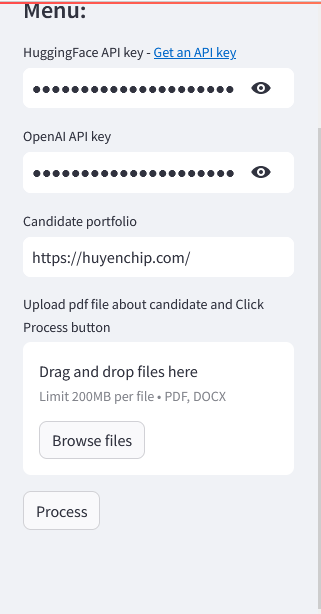 Menu:
HuggingFace API key - Get an API key
●●●●●●●●●●●●●●●●●●●●●
OpenAI API key
●●●●●●●●●●●●●●●●●●●●●
Candidate portfolio
https://huyenchip.com/
Upload pdf file about candidate and Click
Process button
Drag and drop files here
Limit 200MB per file • PDF, DOCX
Browse files
Process